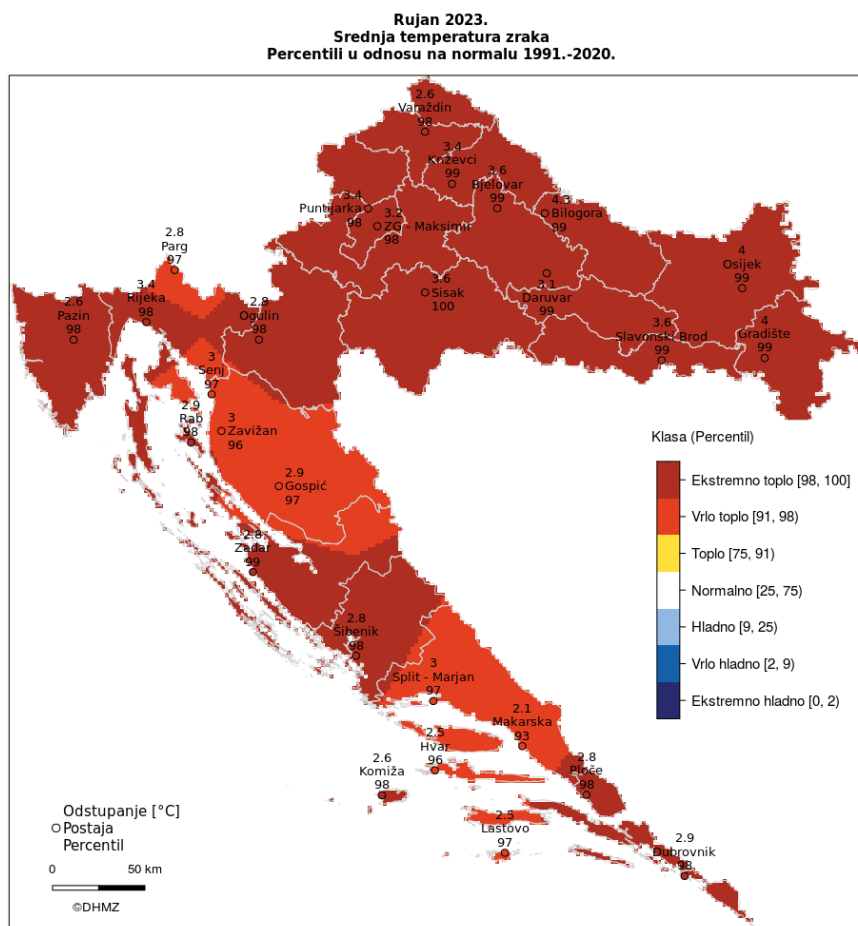 Rujan 2023.
Srednja temperatura zraka
Percentili u odnosu na normalu 1991.-2020.
2.6
Varaždin
98
3.4
Križevci
99
3.6
Bjelovar
99
4.3
Bilogora
99
3.4
Puntijarka
98
3.2
ZG - Maksimir
98
2.8
Parg
97
3.4
Rijeka
98
2.6
Pazin
98
2.8
Ogulin
98
3.6
Sisak
100
3.1
Daruvar
99
4
Osijek
99
3.6
Slavonski Brod
99
4
Gradište
99
3
Senj
97
2.9
Rab
98
3
Zavižan
96
2.9
Gospić
97
2.8
Zadar
99
2.8
Šibenik
98
3
Split - Marjan
97
2.1
Makarska
93
2.5
Hvar
96
2.6
Komiža
98
2.8
Ploče
98
2.5
Lastovo
97
2.9
Dubrovnik
98
Klasa (Percentil)
Ekstremno toplo [98, 100]
Vrlo toplo [91, 98)
Toplo [75, 91)
Normalno [25, 75)
Hladno [9, 25)
Vrlo hladno [2, 9)
Ekstremno hladno [0, 2)
Odstupanje [°C]
Postaja
Percentil
0 50 km
©DHMZ